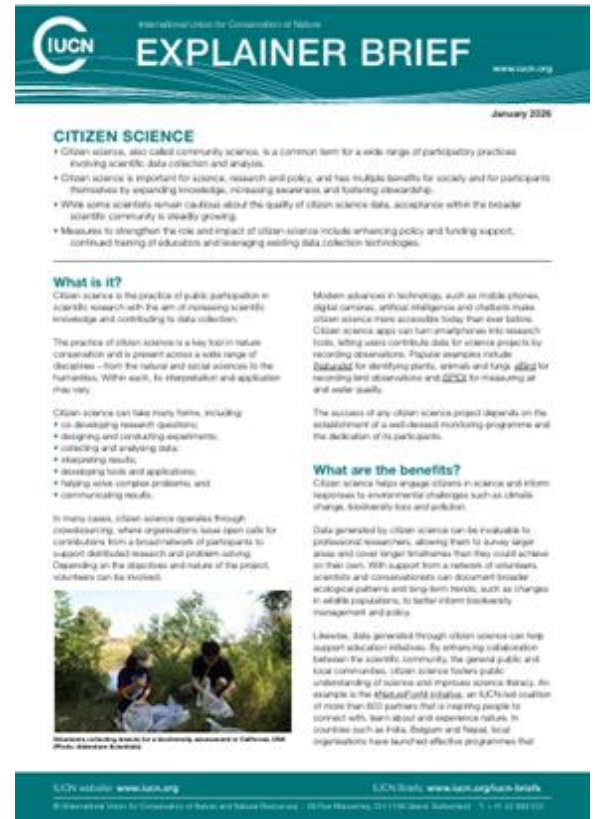 International Union for Conservation of Nature
IUCN
EXPLAINER BRIEF
www.iucn.org
January 2026
CITIZEN SCIENCE
• Citizen science, also called community science, is a common term for a wide range of participatory practices
involving scientific data collection and analysis.
• Citizen science is important for science, research and policy, and has multiple benefits for society and for participants
themselves by expanding knowledge, increasing awareness and fostering stewardship.
• While some scientists remain cautious about the quality of citizen science data, acceptance within the broader
scientific community is steadily growing.
• Measures to strengthen the role and impact of citizen science include enhancing policy and funding support,
continued training of educators and leveraging existing data collection technologies.
What is it?
Citizen science is the practice of public participation in
scientific research with the aim of increasing scientific
knowledge and contributing to data collection.
The practice of citizen science is a key tool in nature
conservation and is present across a wide range of
disciplines – from the natural and social sciences to the
humanities. Within each, its interpretation and application
may vary.
Citizen science can take many forms, including:
• co-developing research questions;
• designing and conducting experiments;
• collecting and analysing data;
• interpreting results;
• developing tools and applications;
• helping solve complex problems; and
• communicating results.
In many cases, citizen science operates through
crowdsourcing, where organisations issue open calls for
contributions from a broad network of participants to
support distributed research and problem-solving.
Depending on the objectives and nature of the project,
volunteers can be involved.
collecting insects for a biodiversity assessment in California, USA
(Photo: Adventure Scientists)
Modern advances in technology, such as mobile phones,
digital cameras, artificial intelligence and chatbots make
citizen science more accessible today than ever before.
Citizen science apps can turn smartphones into research
tools, letting users contribute data for science projects by
recording observations. Popular examples include
iNaturalist for identifying plants, animals and fungi, eBird for
recording bird observations and for measuring air
and water quality.
The success of any citizen science project depends on the
establishment of a well-devised monitoring programme and
the dedication of its participants.
What are the benefits?
Citizen science helps engage citizens in science and inform
responses to environmental challenges such as climate
change, biodiversity loss and pollution.
Data generated by citizen science can be invaluable to
professional researchers, allowing them to survey larger
areas and cover longer timeframes than they could achieve
on their own. With support from a network of volunteers,
scientists and conservationists can document broader
ecological patterns and long-term trends, such as changes
in wildlife populations, to better inform biodiversity
management and policy.
Likewise, data generated through citizen science can help
support education initiatives. By enhancing collaboration
between the scientific community, the general public and
local communities, citizen science fosters public
understanding of science and improves science literacy. An
example is the #NatureForAll initiative, an IUCN-led coalition
of more than 600 partners that is inspiring people to
connect with, learn about and experience nature. In
countries such as India, Belgium and Nepal, local
organisations have launched effective programmes that
IUCN website: www.iucn.org
IUCN Briefs: www.iucn.org/iucn-briefs
© International Union for Conservation of Nature and Natural Resources